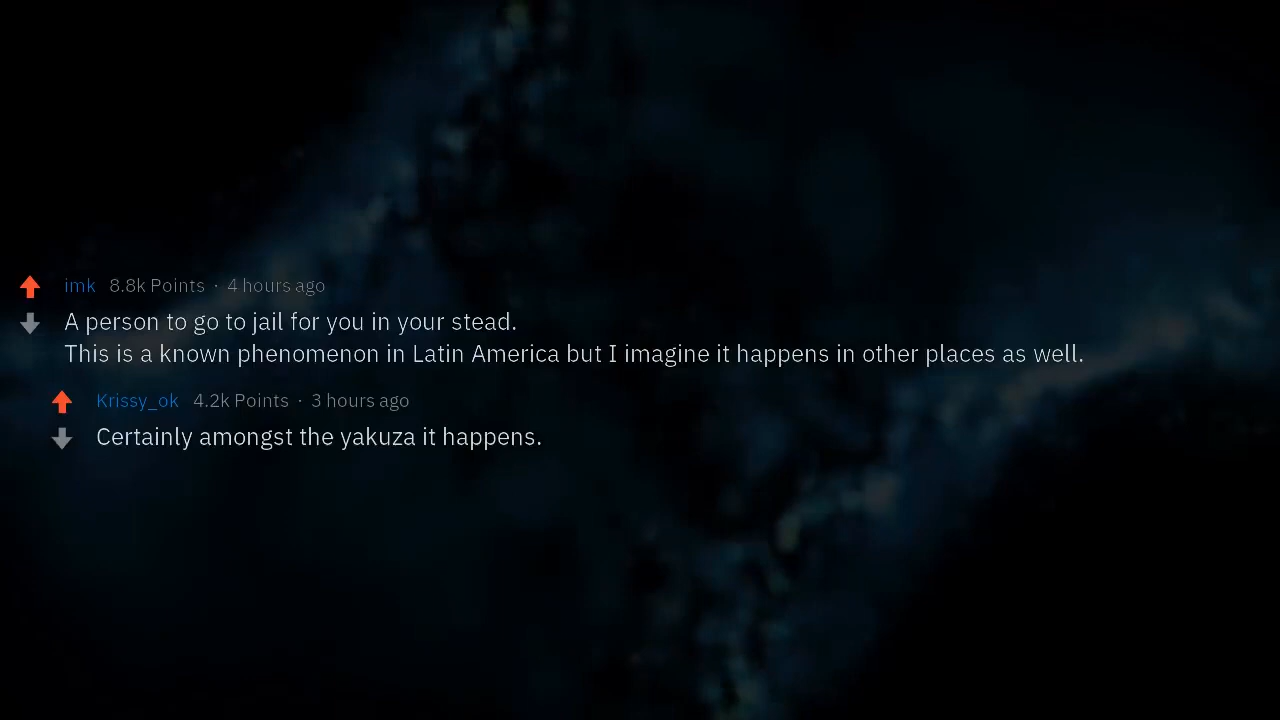 imk 8.8k Points · 4 hours ago
A person to go to jail for you in your stead.
This is a known phenomenon in Latin America but I imagine it happens in other places as well.
Krissy_ok 4.2k Points · 3 hours ago
Certainly amongst the yakuza it happens.